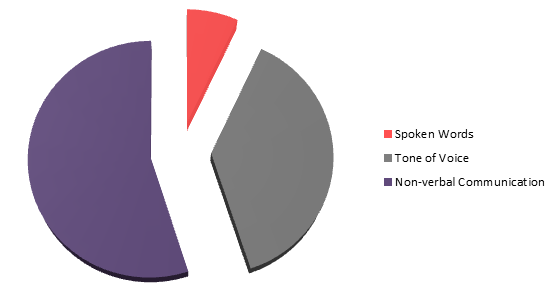 Spoken Words
Tone of Voice
Non-verbal Communication